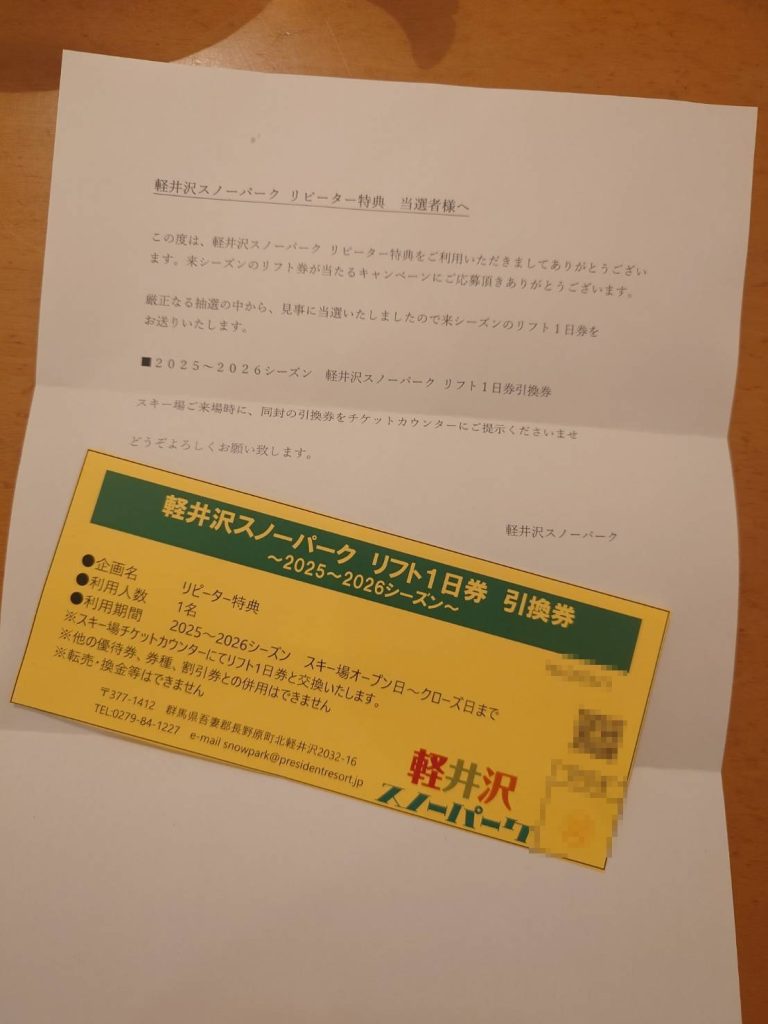 軽井沢スノーパーク リピーター特典　当選者様へ
この度は、軽井沢スノーパーク リピーター特典をご利用いただきましてありがとうござい
ます。来シーズンのリフト券が当たるキャンペーンにご応募頂きありがとうございます。
厳正なる抽選の中から、見事に当選いたしましたので来シーズンのリフト１日券を
お送りいたします。
■２０２５～２０２６シーズン　軽井沢スノーパーク リフト１日券引換券
スキー場ご来場時に、同封の引換券をチケットカウンターにご提示くださいませ
どうぞよろしくお願い致します。
軽井沢スノーパーク
軽井沢スノーパーク リフト１日券 引換券
～2025～2026シーズン～
●企画名　リピーター特典
●利用人数　1名
●利用期間　2025～2026シーズン　スキー場オープン日～クローズ日まで
※スキー場チケットカウンターにてリフト1日券と交換いたします。
※他の優待券、券種、割引券との併用はできません
※転売・換金等はできません
〒377-1412　群馬県吾妻郡長野原町北軽井沢2032-16
TEL:0279-84-1227　e-mail snowpark@presidentresort.jp
軽井沢
スノーパーク